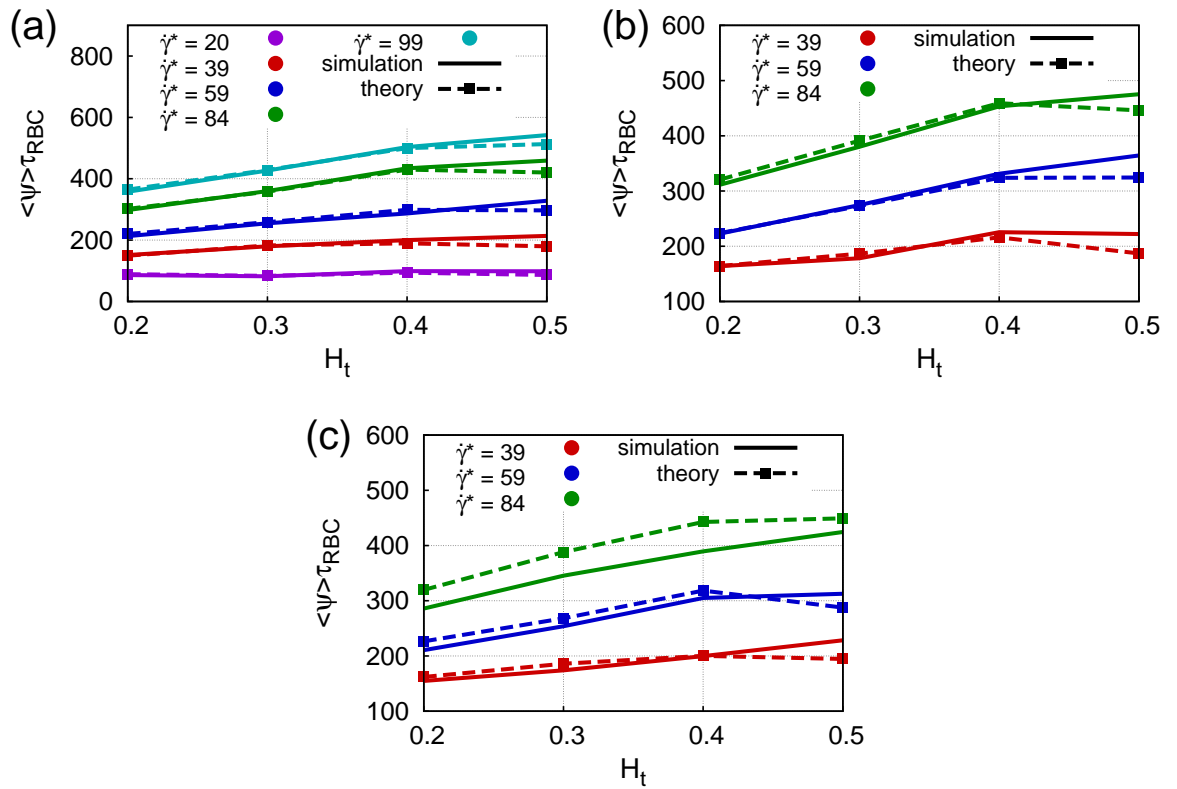 (a)
800
600
400
200
0
0.2 0.3 0.4 0.5
<ψ>τ_RBC
H_t
γ̇* = 20
γ̇* = 39
γ̇* = 59
γ̇* = 84
γ̇* = 99
simulation
theory
(b)
600
500
400
300
200
100
0.2 0.3 0.4 0.5
<ψ>τ_RBC
H_t
γ̇* = 39
γ̇* = 59
γ̇* = 84
simulation
theory
(c)
600
500
400
300
200
100
0.2 0.3 0.4 0.5
<ψ>τ_RBC
H_t
γ̇* = 39
γ̇* = 59
γ̇* = 84
simulation
theory